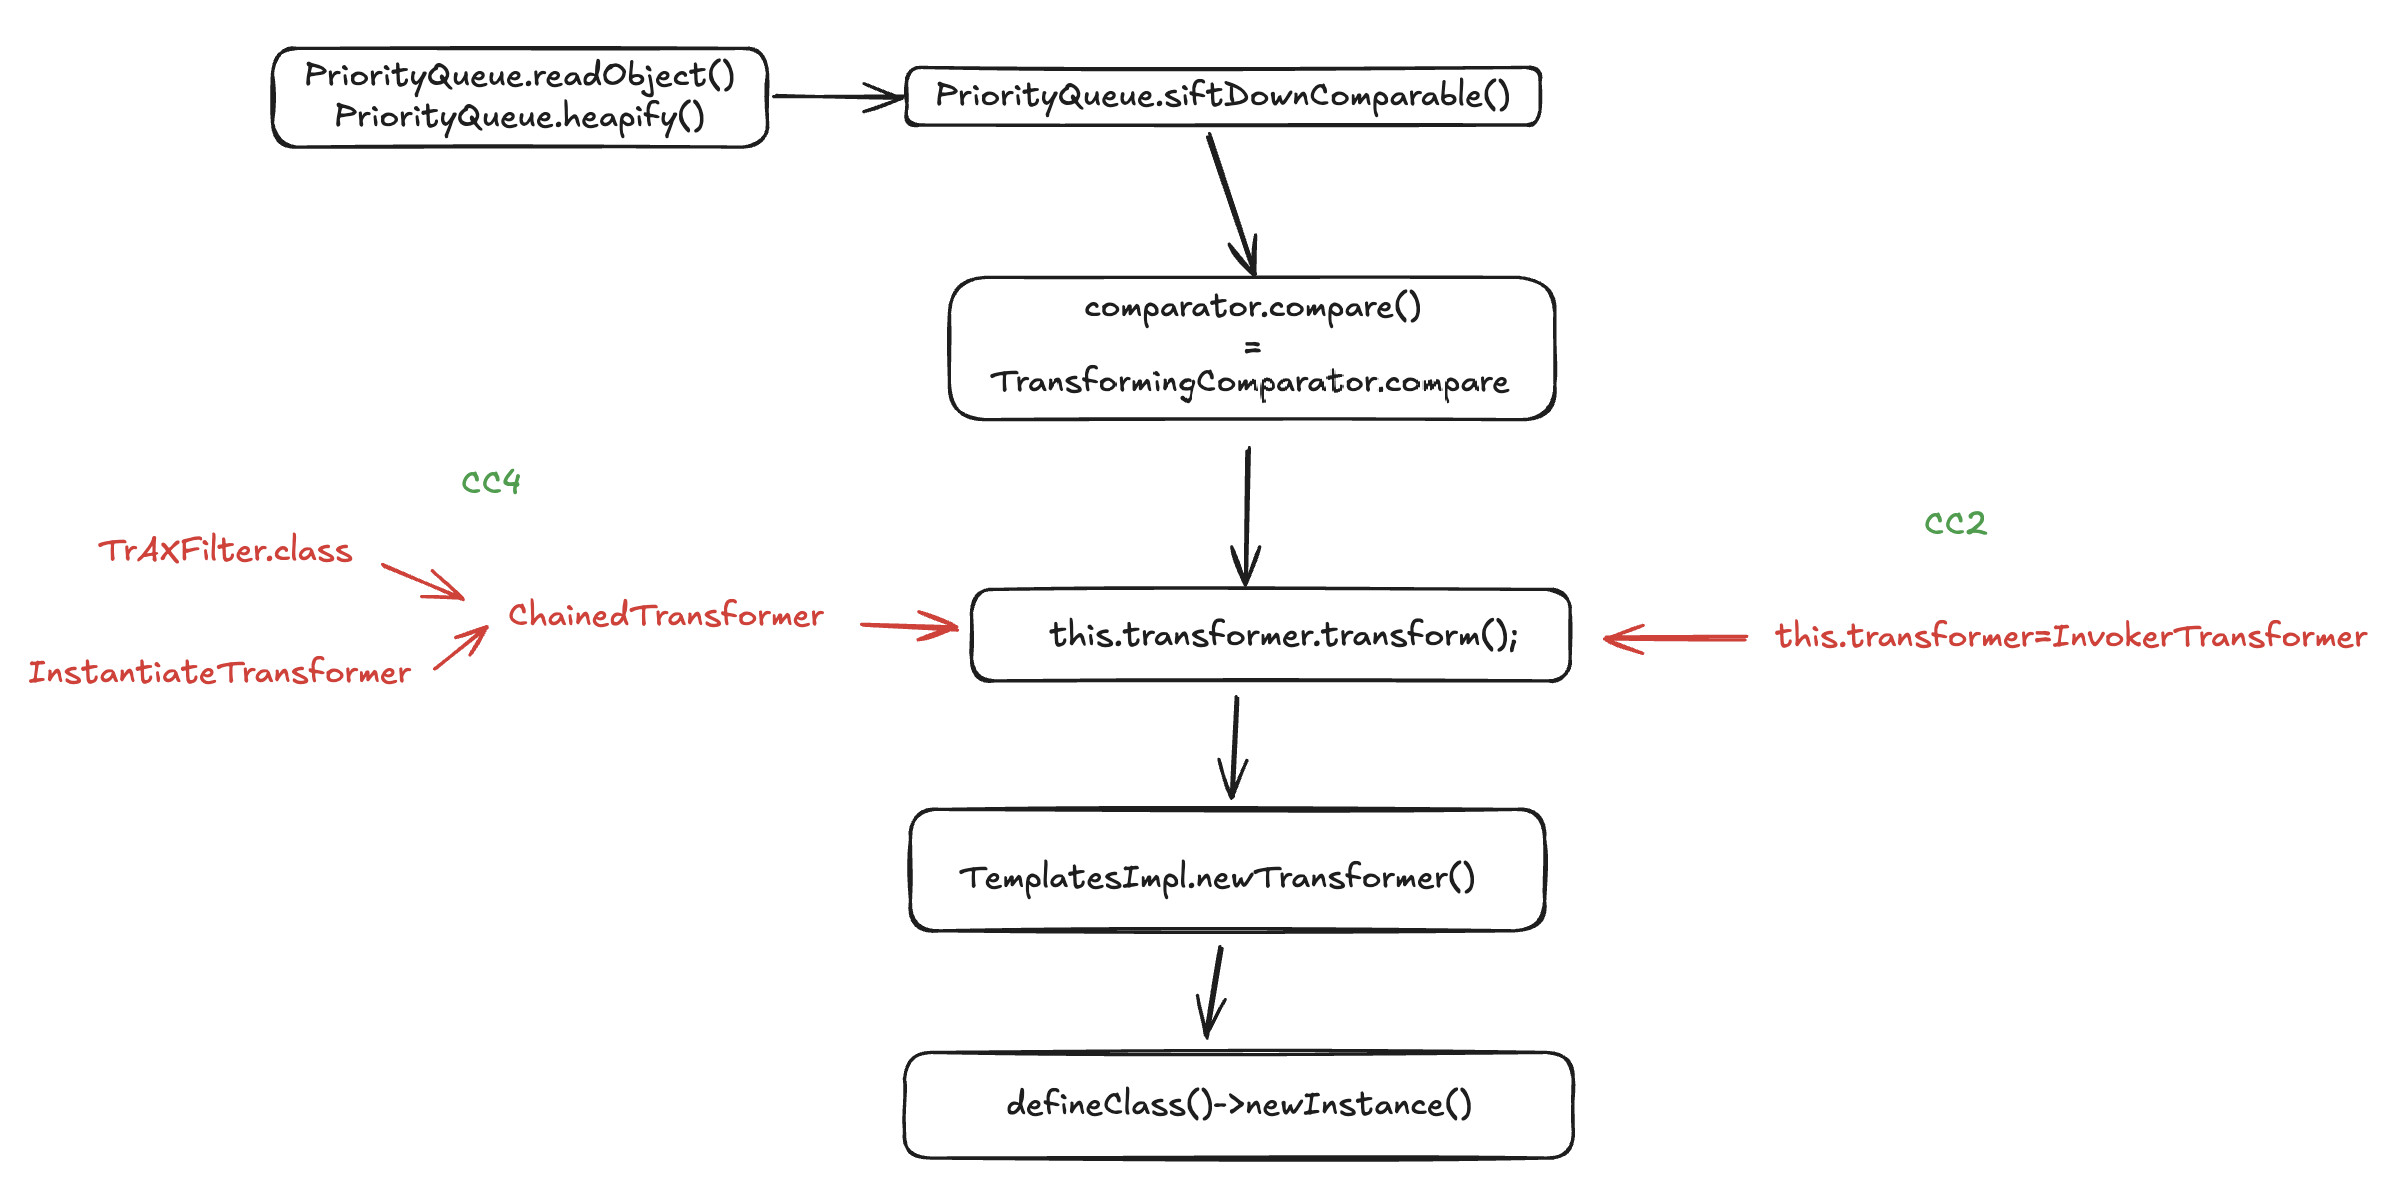 PriorityQueue.readObject()
PriorityQueue.heapify()
PriorityQueue.siftDownComparable()
comparator.compare()
=
TransformingComparator.compare
CC4
TrAXFilter.class
InstantiateTransformer
ChainedTransformer
this.transformer.transform();
CC2
this.transformer=InvokerTransformer
TemplatesImpl.newTransformer()
defineClass()->newInstance()